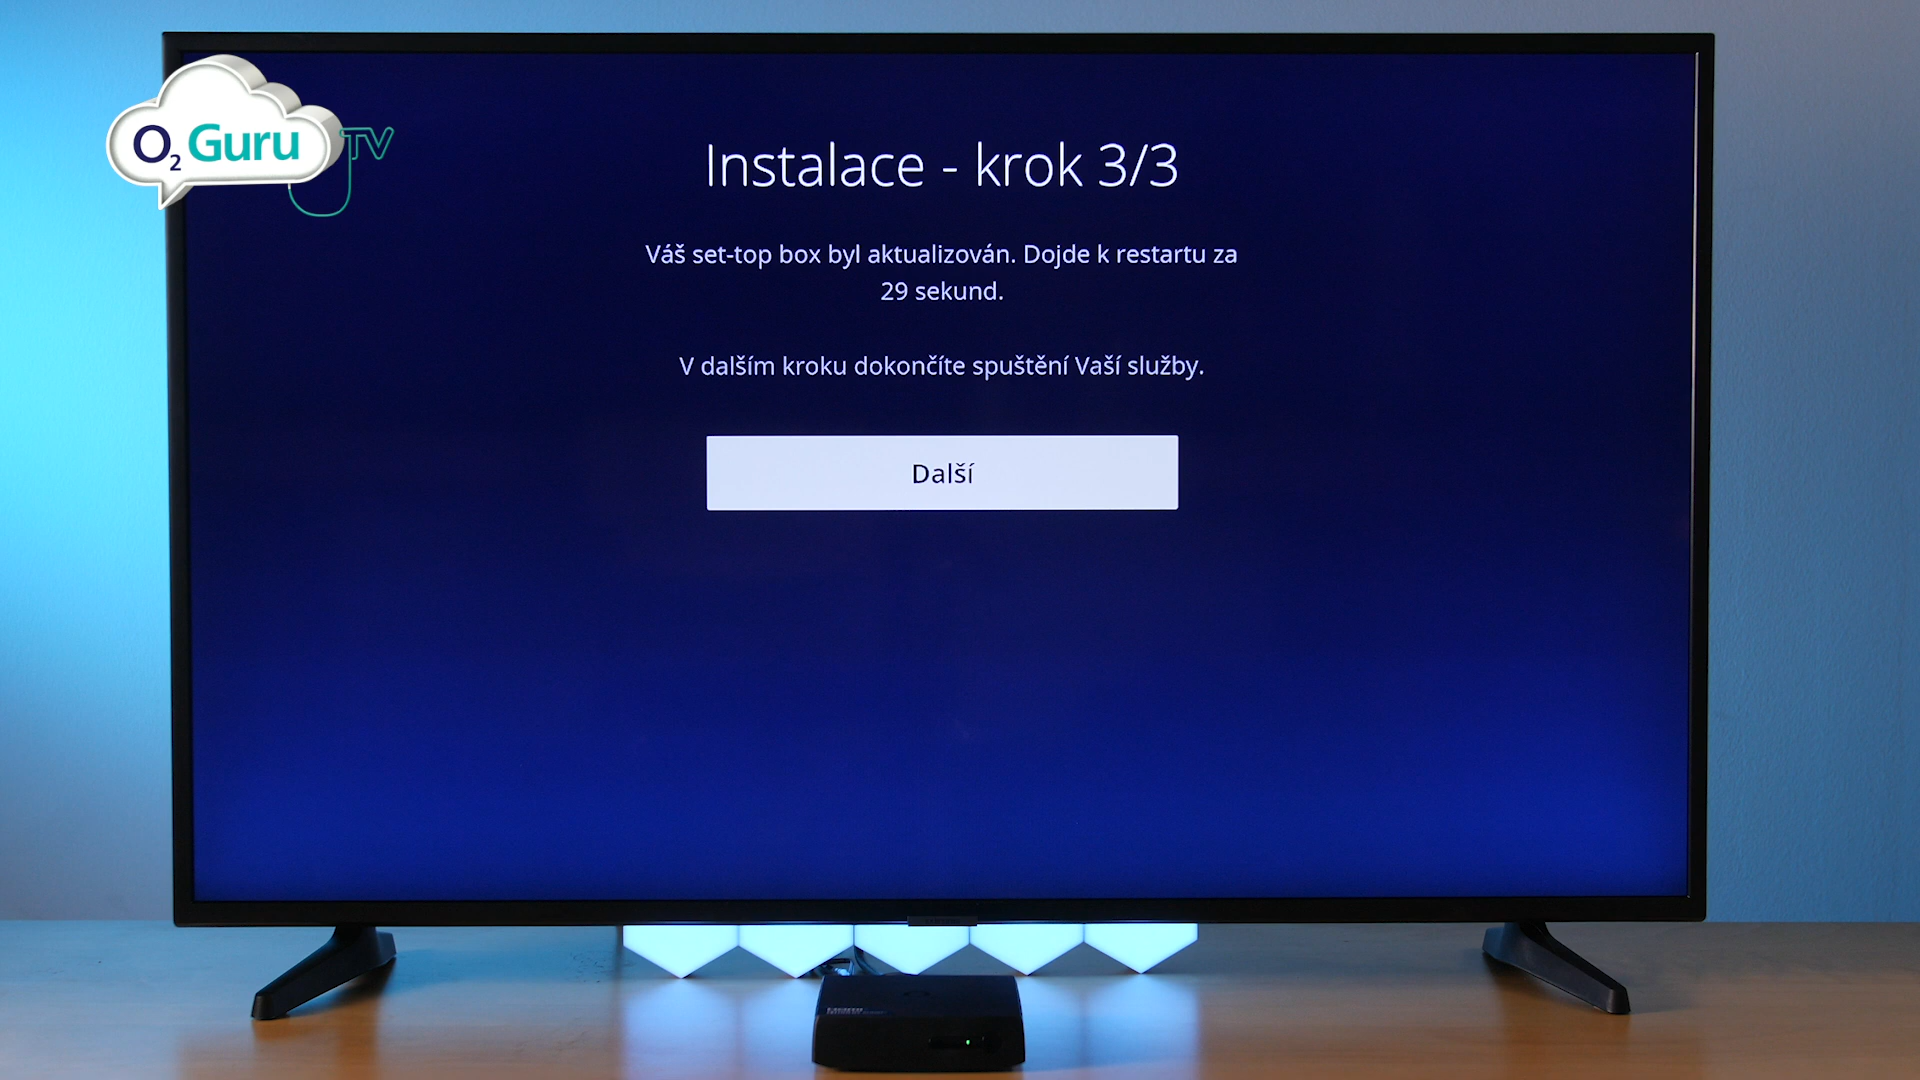 O2 Guru
TV
Instalace - krok 3/3
Váš set-top box byl aktualizován. Dojde k restartu za
29 sekund.
V dalším kroku dokončíte spuštění Vaší služby.
Další